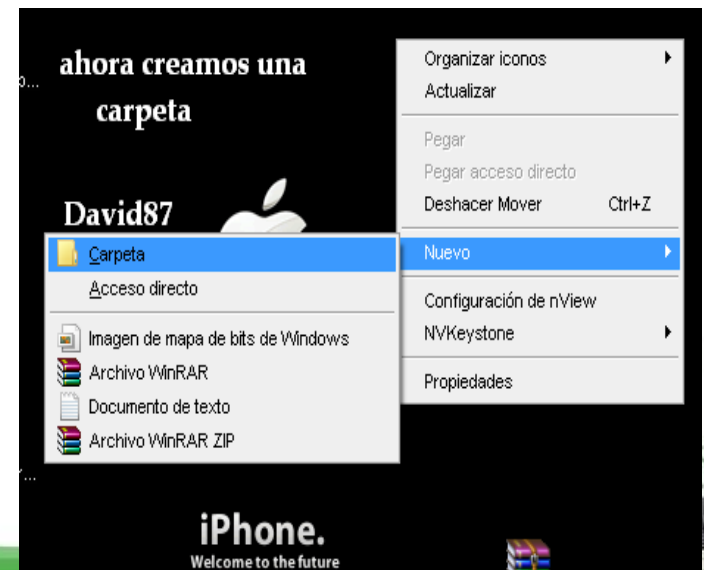 ahora creamos una
carpeta
David87
Organizar iconos
Actualizar
Pegar
Pegar acceso directo
Deshacer Mover Ctrl+Z
Nuevo
Configuración de nView
NVKeystone
Propiedades
Carpeta
Acceso directo
Imagen de mapa de bits de Windows
Archivo WinRAR
Documento de texto
Archivo WinRAR ZIP
iPhone.
Welcome to the future